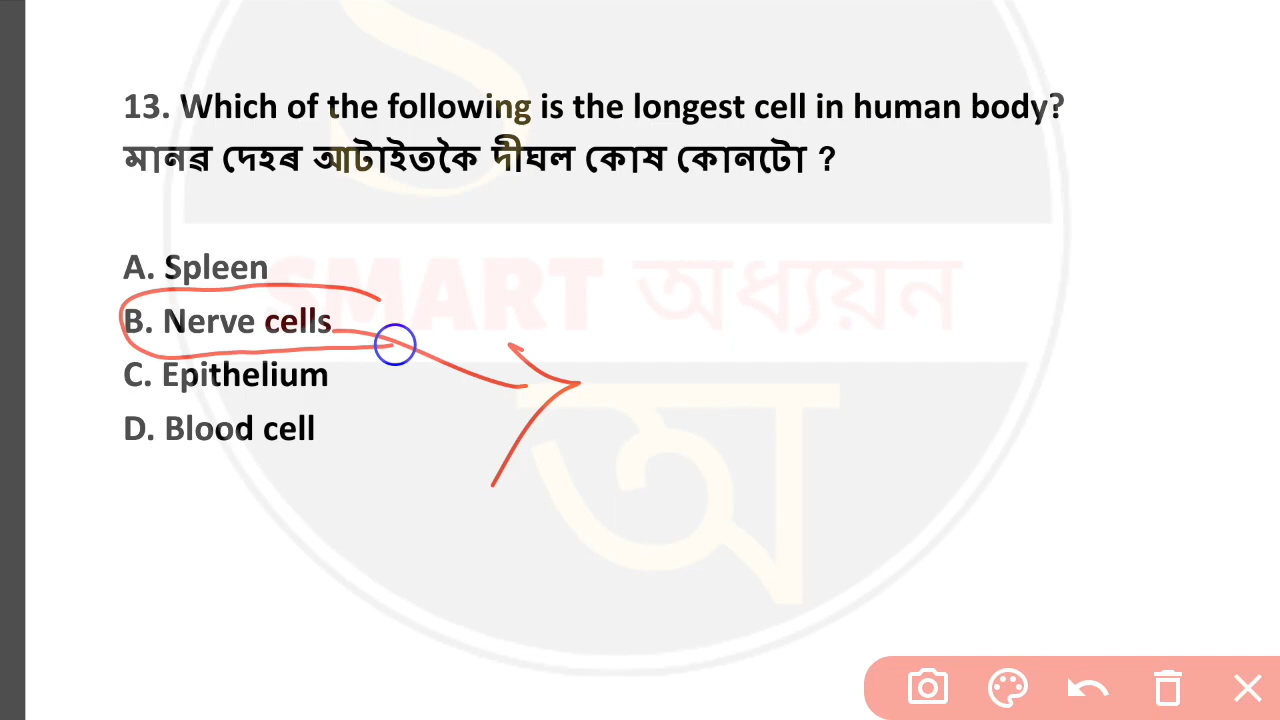 13. Which of the following is the longest cell in human body?
মানৱ দেহৰ আটাইতকৈ দীঘল কোষ কোনটো ?
A. Spleen
SMART অধ্যয়ন
B. Nerve cells
C. Epithelium
অ
D. Blood cell